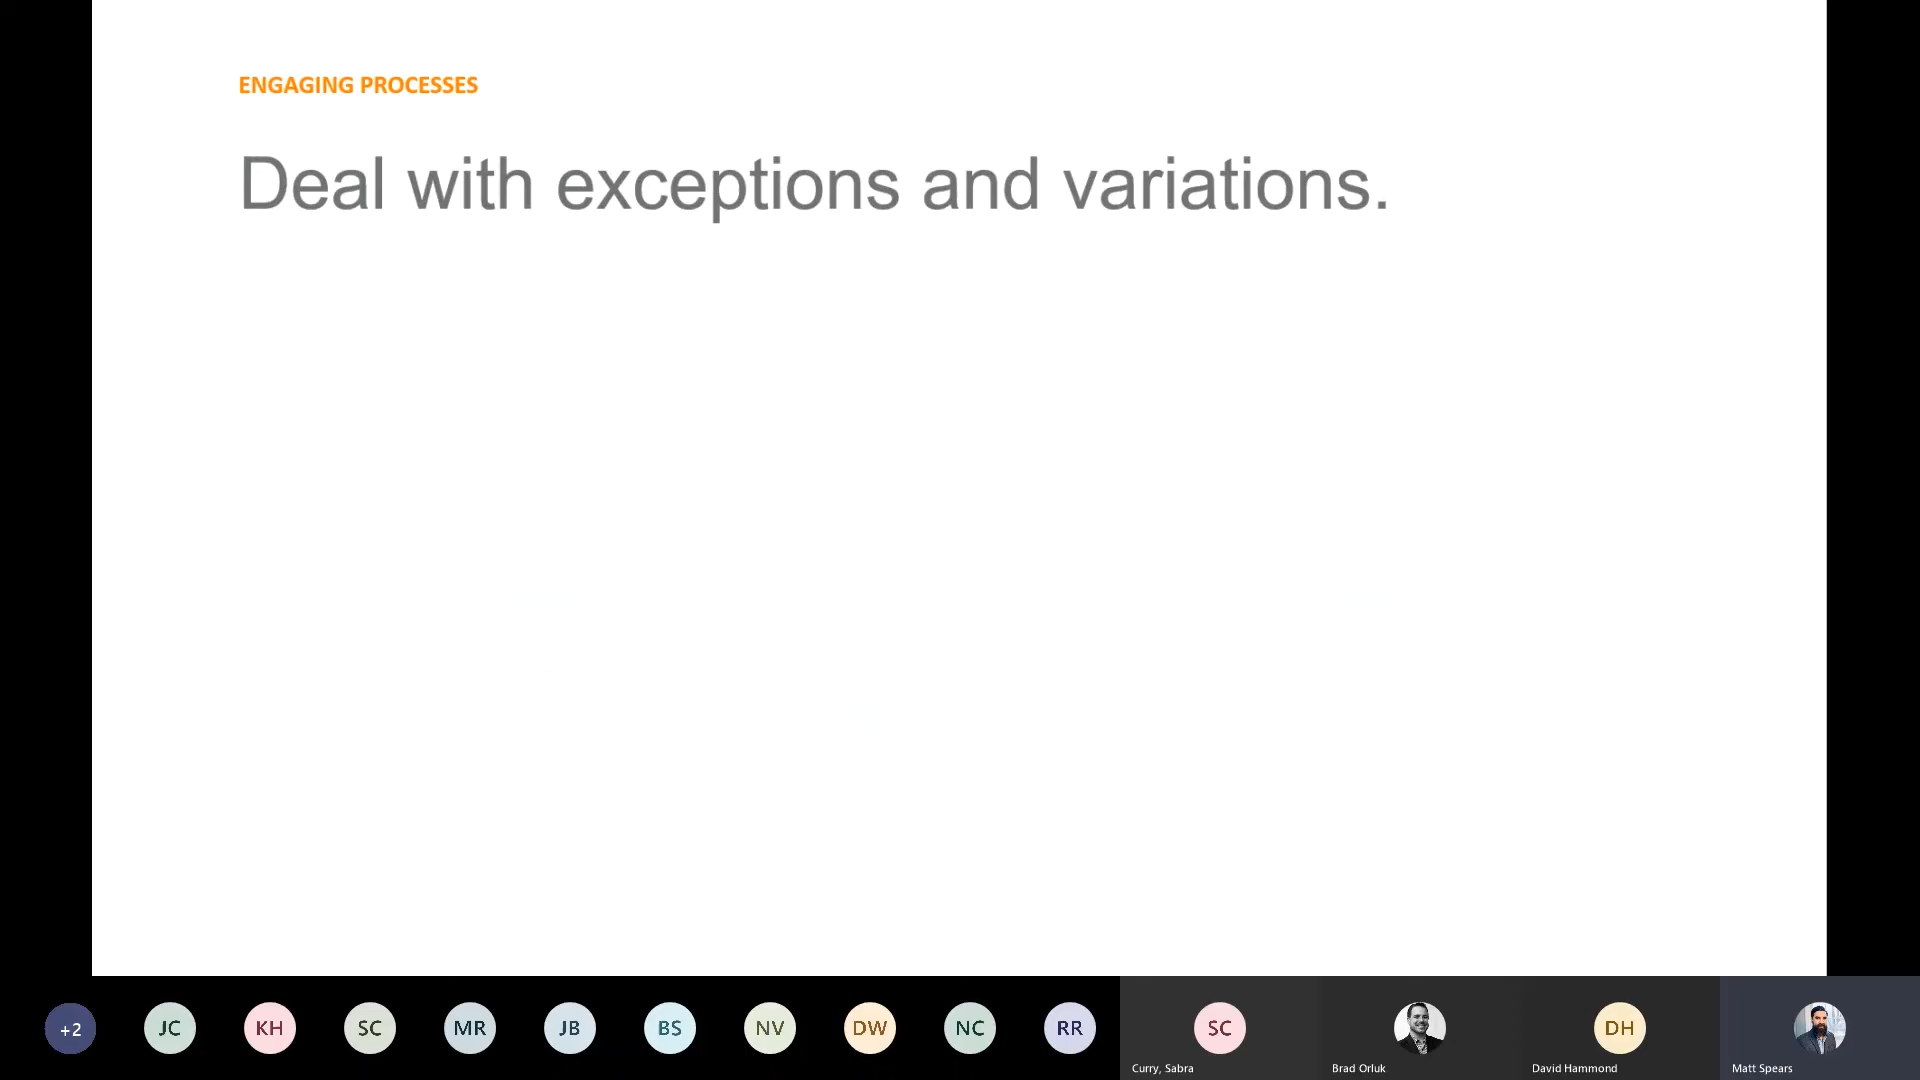 ENGAGING PROCESSES
Deal with exceptions and variations.
+2
JC
KH
SC
MR
JB
BS
NV
DW
NC
RR
SC
DH
Curry, Sabra
Brad Orluk
David Hammond
Matt Spears